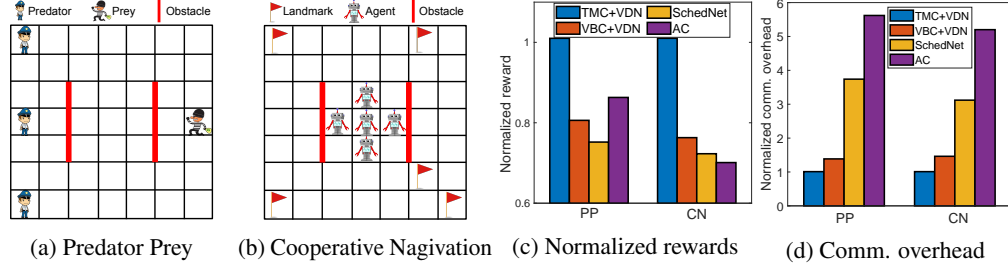 Predator Prey Obstacle
Landmark Agent Obstacle
Normalized reward
1
0.8
0.6
TMC+VDN
VBC+VDN
SchedNet
AC
PP CN
Normalized comm. overhead
6
5
4
3
2
1
0
TMC+VDN
VBC+VDN
SchedNet
AC
PP CN
(a) Predator Prey
(b) Cooperative Nagivation
(c) Normalized rewards
(d) Comm. overhead